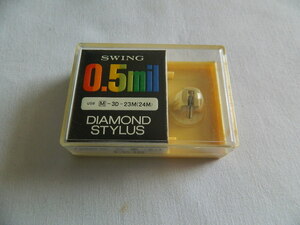 SWING
0.5mil
M-30-23M(24M)
DIAMOND
STYLUS